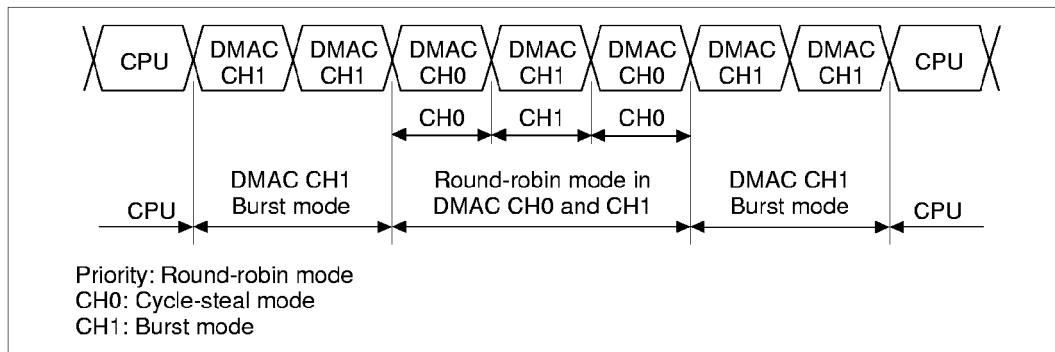 CPU DMAC CH1 DMAC CH1 DMAC CH0 DMAC CH1 DMAC CH0 DMAC CH1 DMAC CH1 CPU
CH0 CH1 CH0
CPU
DMAC CH1
Burst mode
Round-robin mode in
DMAC CH0 and CH1
DMAC CH1
Burst mode
CPU
Priority: Round-robin mode
CH0: Cycle-steal mode
CH1: Burst mode